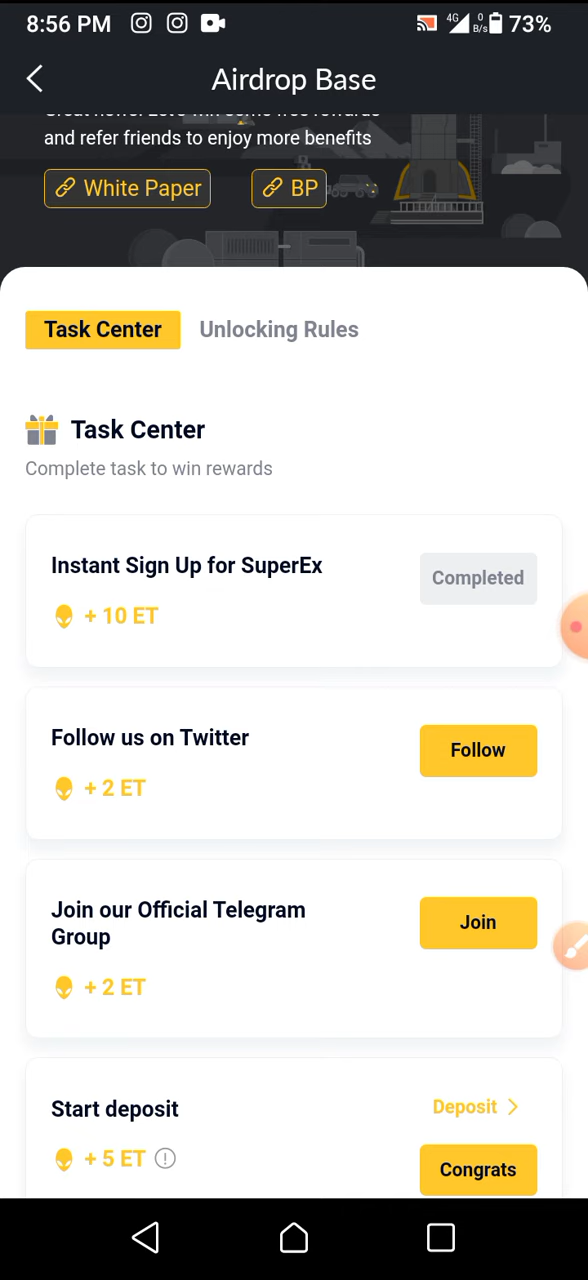 8:56 PM
4G
0
B/s
73%
Airdrop Base
and refer friends to enjoy more benefits
White Paper
BP
Task Center
Unlocking Rules
Task Center
Complete task to win rewards
Instant Sign Up for SuperEx
Completed
+ 10 ET
Follow us on Twitter
Follow
+ 2 ET
Join our Official Telegram
Group
Join
+ 2 ET
Start deposit
Deposit
+ 5 ET
Congrats